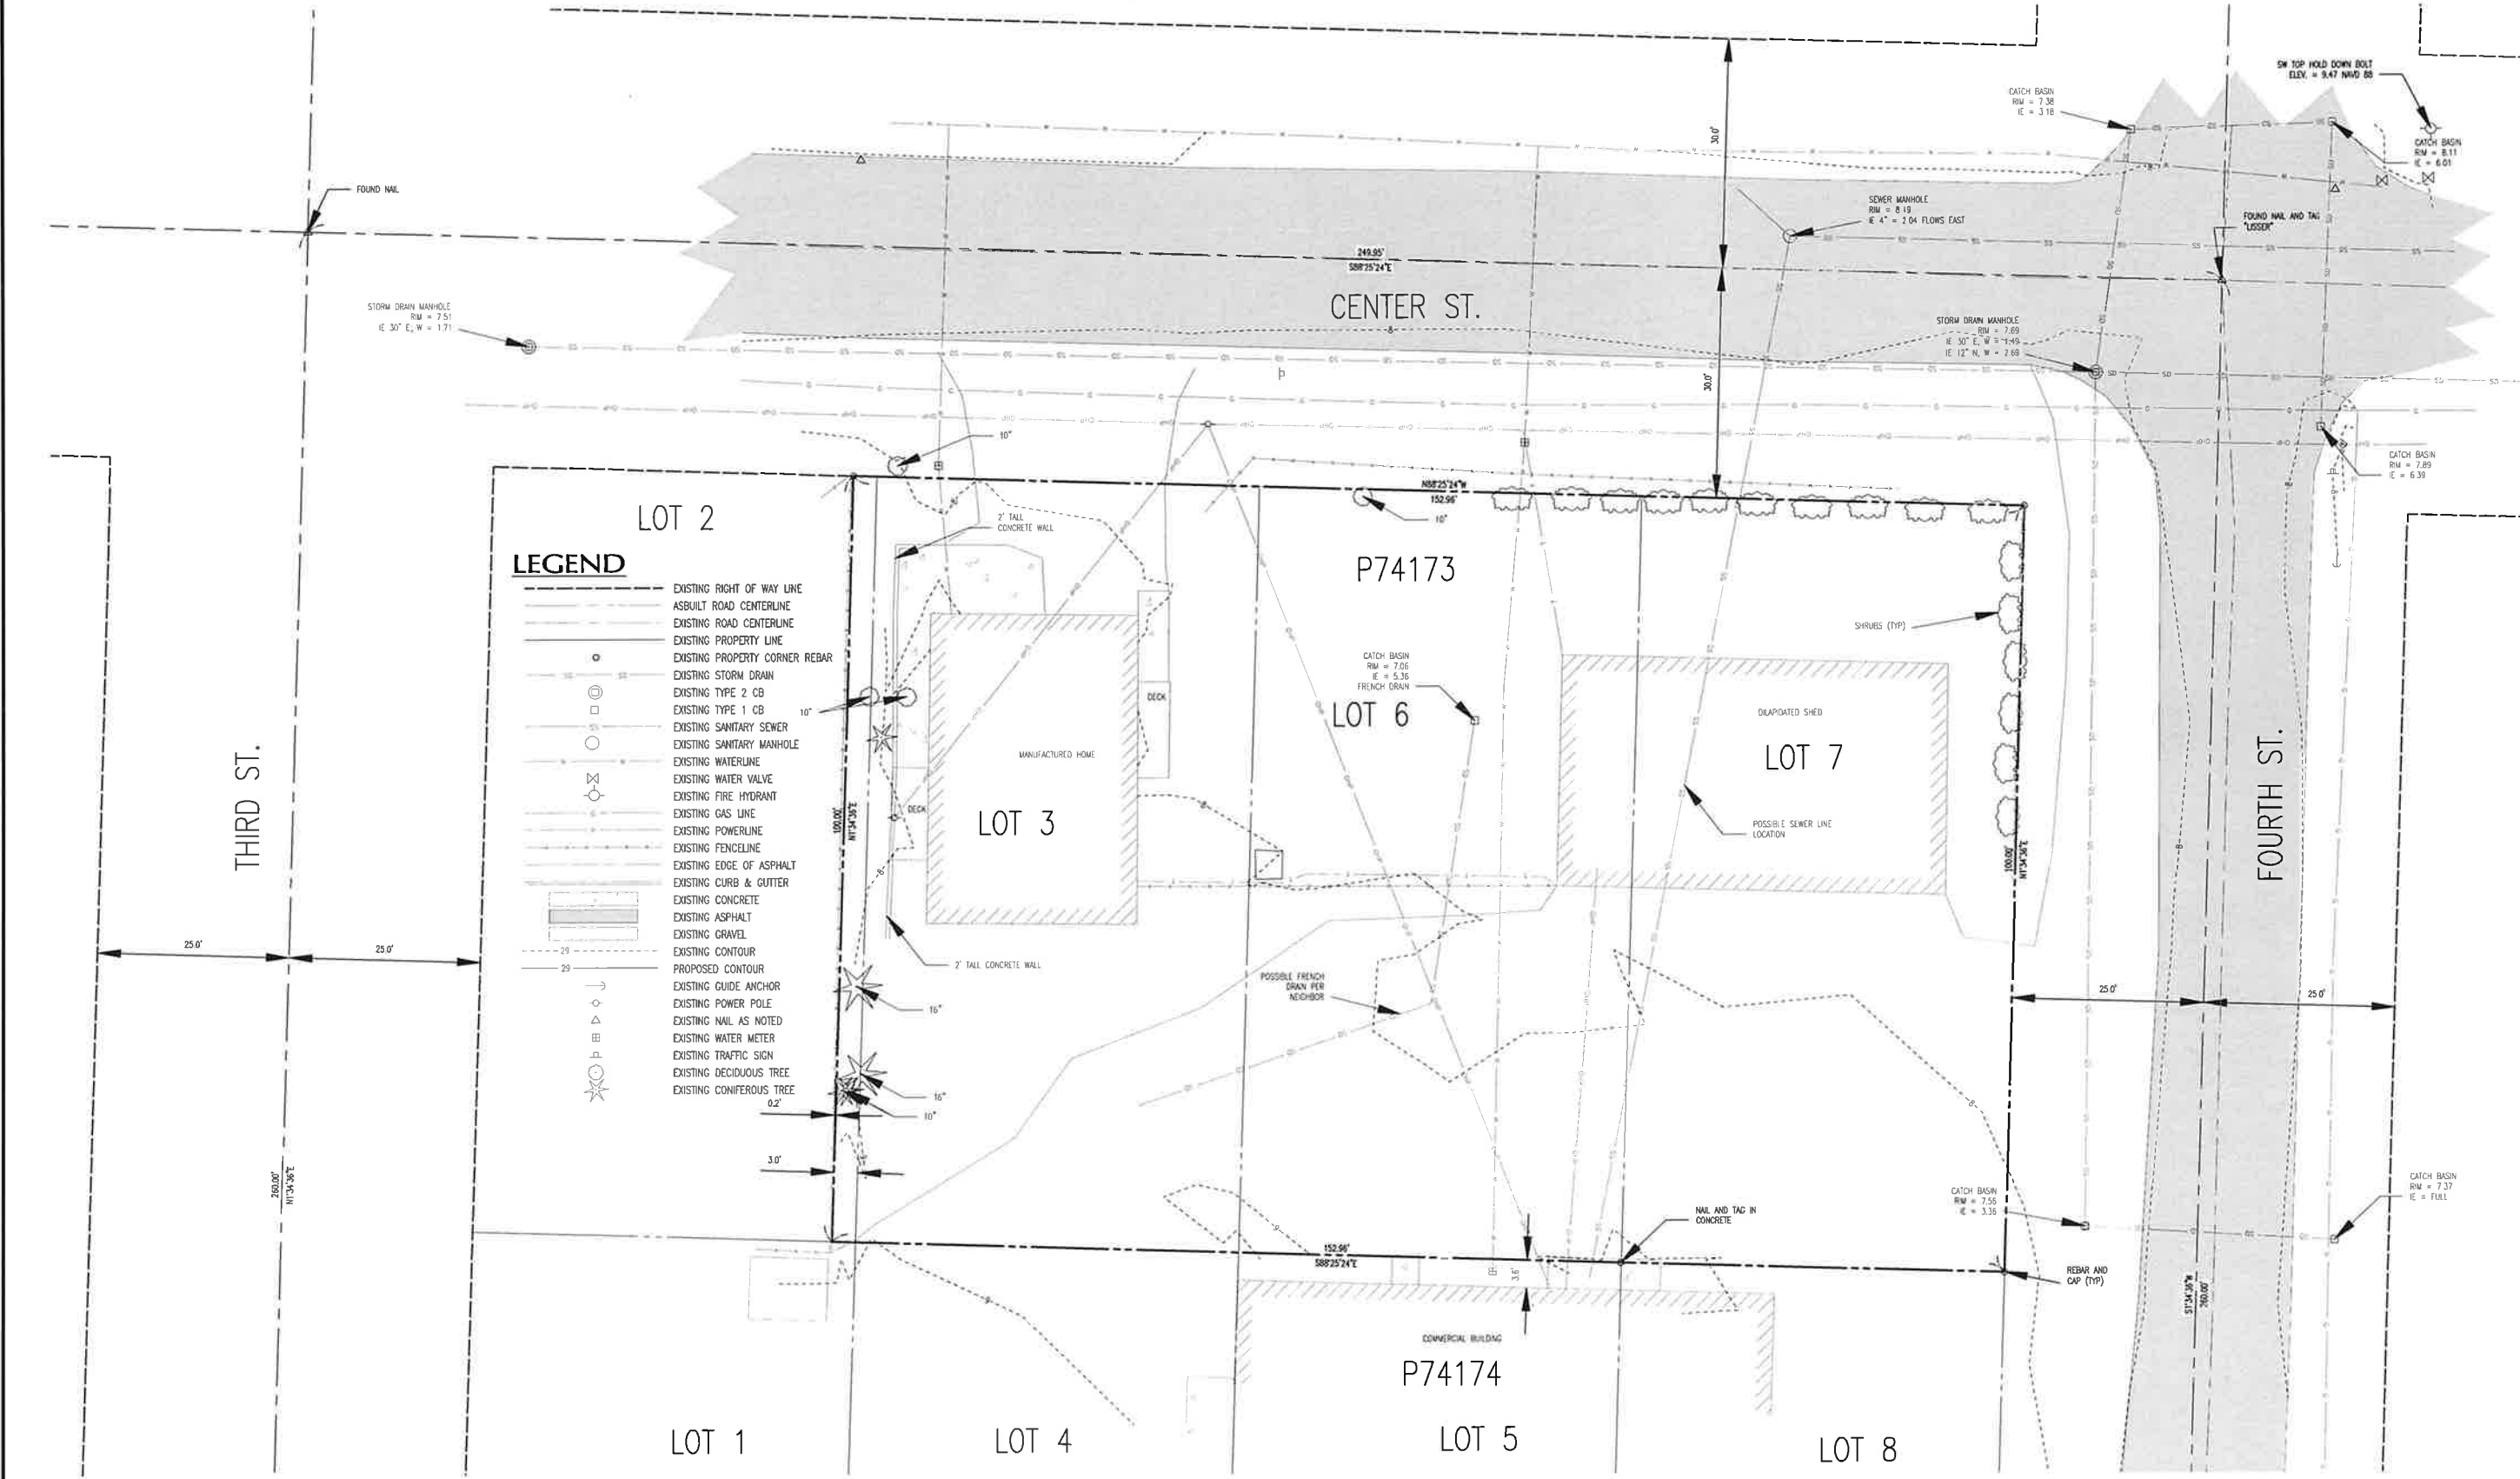 SW TOP HOLD DOWN BOLT
ELEV. = 9.47 NAVD 88
CATCH BASIN
RIM = 7.38
IE = 3.18
CATCH BASIN
RIM = 8.11
IE = 6.01
30.0'
FOUND NAIL
SEWER MANHOLE
RIM = 8.19
IE 4" = 2.04 FLOWS EAST
FOUND NAIL AND TAG
"LISSER"
249.95'
S88°25'24"E
CENTER ST.
STORM DRAIN MANHOLE
RIM = 7.51
IE 30" E, W = 1.71
STORM DRAIN MANHOLE
RIM = 7.69
IE 30" E, W = 1.49
IE 12" N, W = 2.69
30.0'
10"
CATCH BASIN
RIM = 7.89
IE = 6.39
N88°25'24"W
152.96'
10"
LOT 2
2' TALL
CONCRETE WALL
P74173
LEGEND
EXISTING RIGHT OF WAY LINE
ASBUILT ROAD CENTERLINE
EXISTING ROAD CENTERLINE
EXISTING PROPERTY LINE
EXISTING PROPERTY CORNER REBAR
EXISTING STORM DRAIN
EXISTING TYPE 2 CB
EXISTING TYPE 1 CB
EXISTING SANITARY SEWER
EXISTING SANITARY MANHOLE
EXISTING WATERLINE
EXISTING WATER VALVE
EXISTING FIRE HYDRANT
EXISTING GAS LINE
EXISTING POWERLINE
EXISTING FENCELINE
EXISTING EDGE OF ASPHALT
EXISTING CURB & GUTTER
EXISTING CONCRETE
EXISTING ASPHALT
EXISTING GRAVEL
29 EXISTING CONTOUR
29 PROPOSED CONTOUR
EXISTING GUIDE ANCHOR
EXISTING POWER POLE
EXISTING NAIL AS NOTED
EXISTING WATER METER
EXISTING TRAFFIC SIGN
EXISTING DECIDUOUS TREE
EXISTING CONIFEROUS TREE
SHRUBS (TYP)
CATCH BASIN
RIM = 7.06
IE = 5.36
FRENCH DRAIN
10"
DECK
LOT 6
DILAPIDATED SHED
LOT 7
MANUFACTURED HOME
DECK
LOT 3
100.00'
N1°34'36"E
POSSIBLE SEWER LINE
LOCATION
THIRD ST.
FOURTH ST.
100.00'
N1°34'36"E
25.0'
25.0'
2' TALL CONCRETE WALL
POSSIBLE FRENCH
DRAIN PER
NEIGHBOR
25.0'
25.0'
16"
16"
10"
0.2'
3.0'
260.00'
N1°34'36"E
CATCH BASIN
RIM = 7.37
IE = FULL
CATCH BASIN
RIM = 7.56
IE = 3.36
NAIL AND TAG IN
CONCRETE
152.96'
S88°25'24"E
3.6'
REBAR AND
CAP (TYP)
S1°34'36"W
260.00'
COMMERCIAL BUILDING
P74174
LOT 1
LOT 4
LOT 5
LOT 8